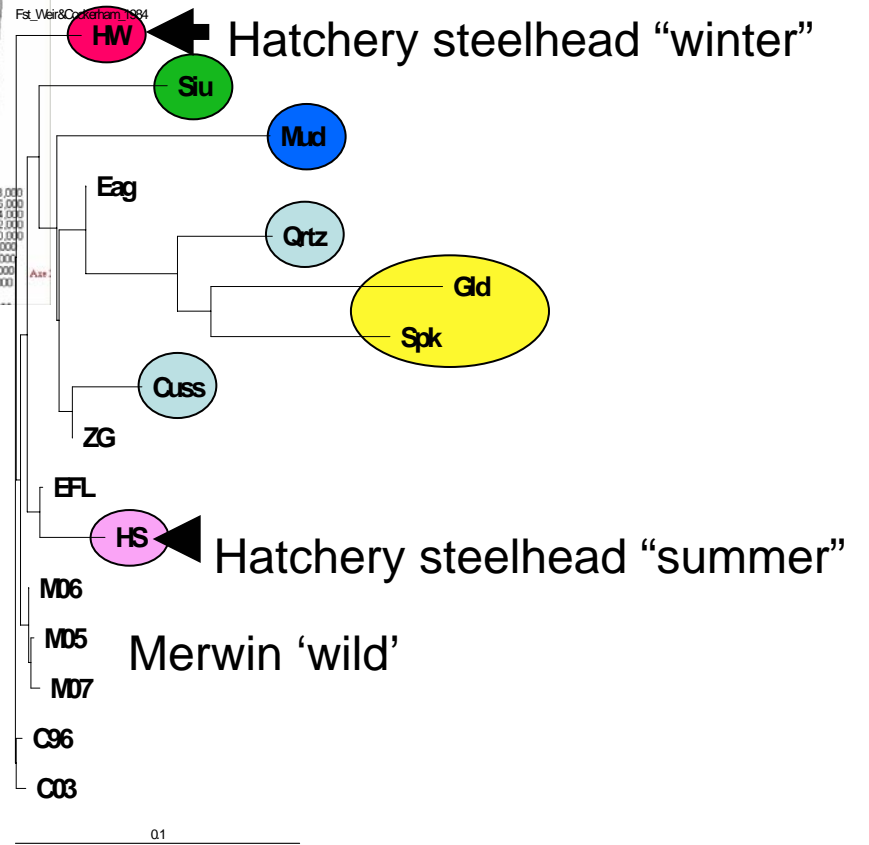 Fst_Weir&Cockerham_1984
HW
Hatchery steelhead “winter”
Siu
Mud
Eag
Qrtz
Axe
Gld
Spk
Cuss
ZG
EFL
HS
Hatchery steelhead “summer”
M06
M05
Merwin ‘wild’
M07
C96
C03
0.1